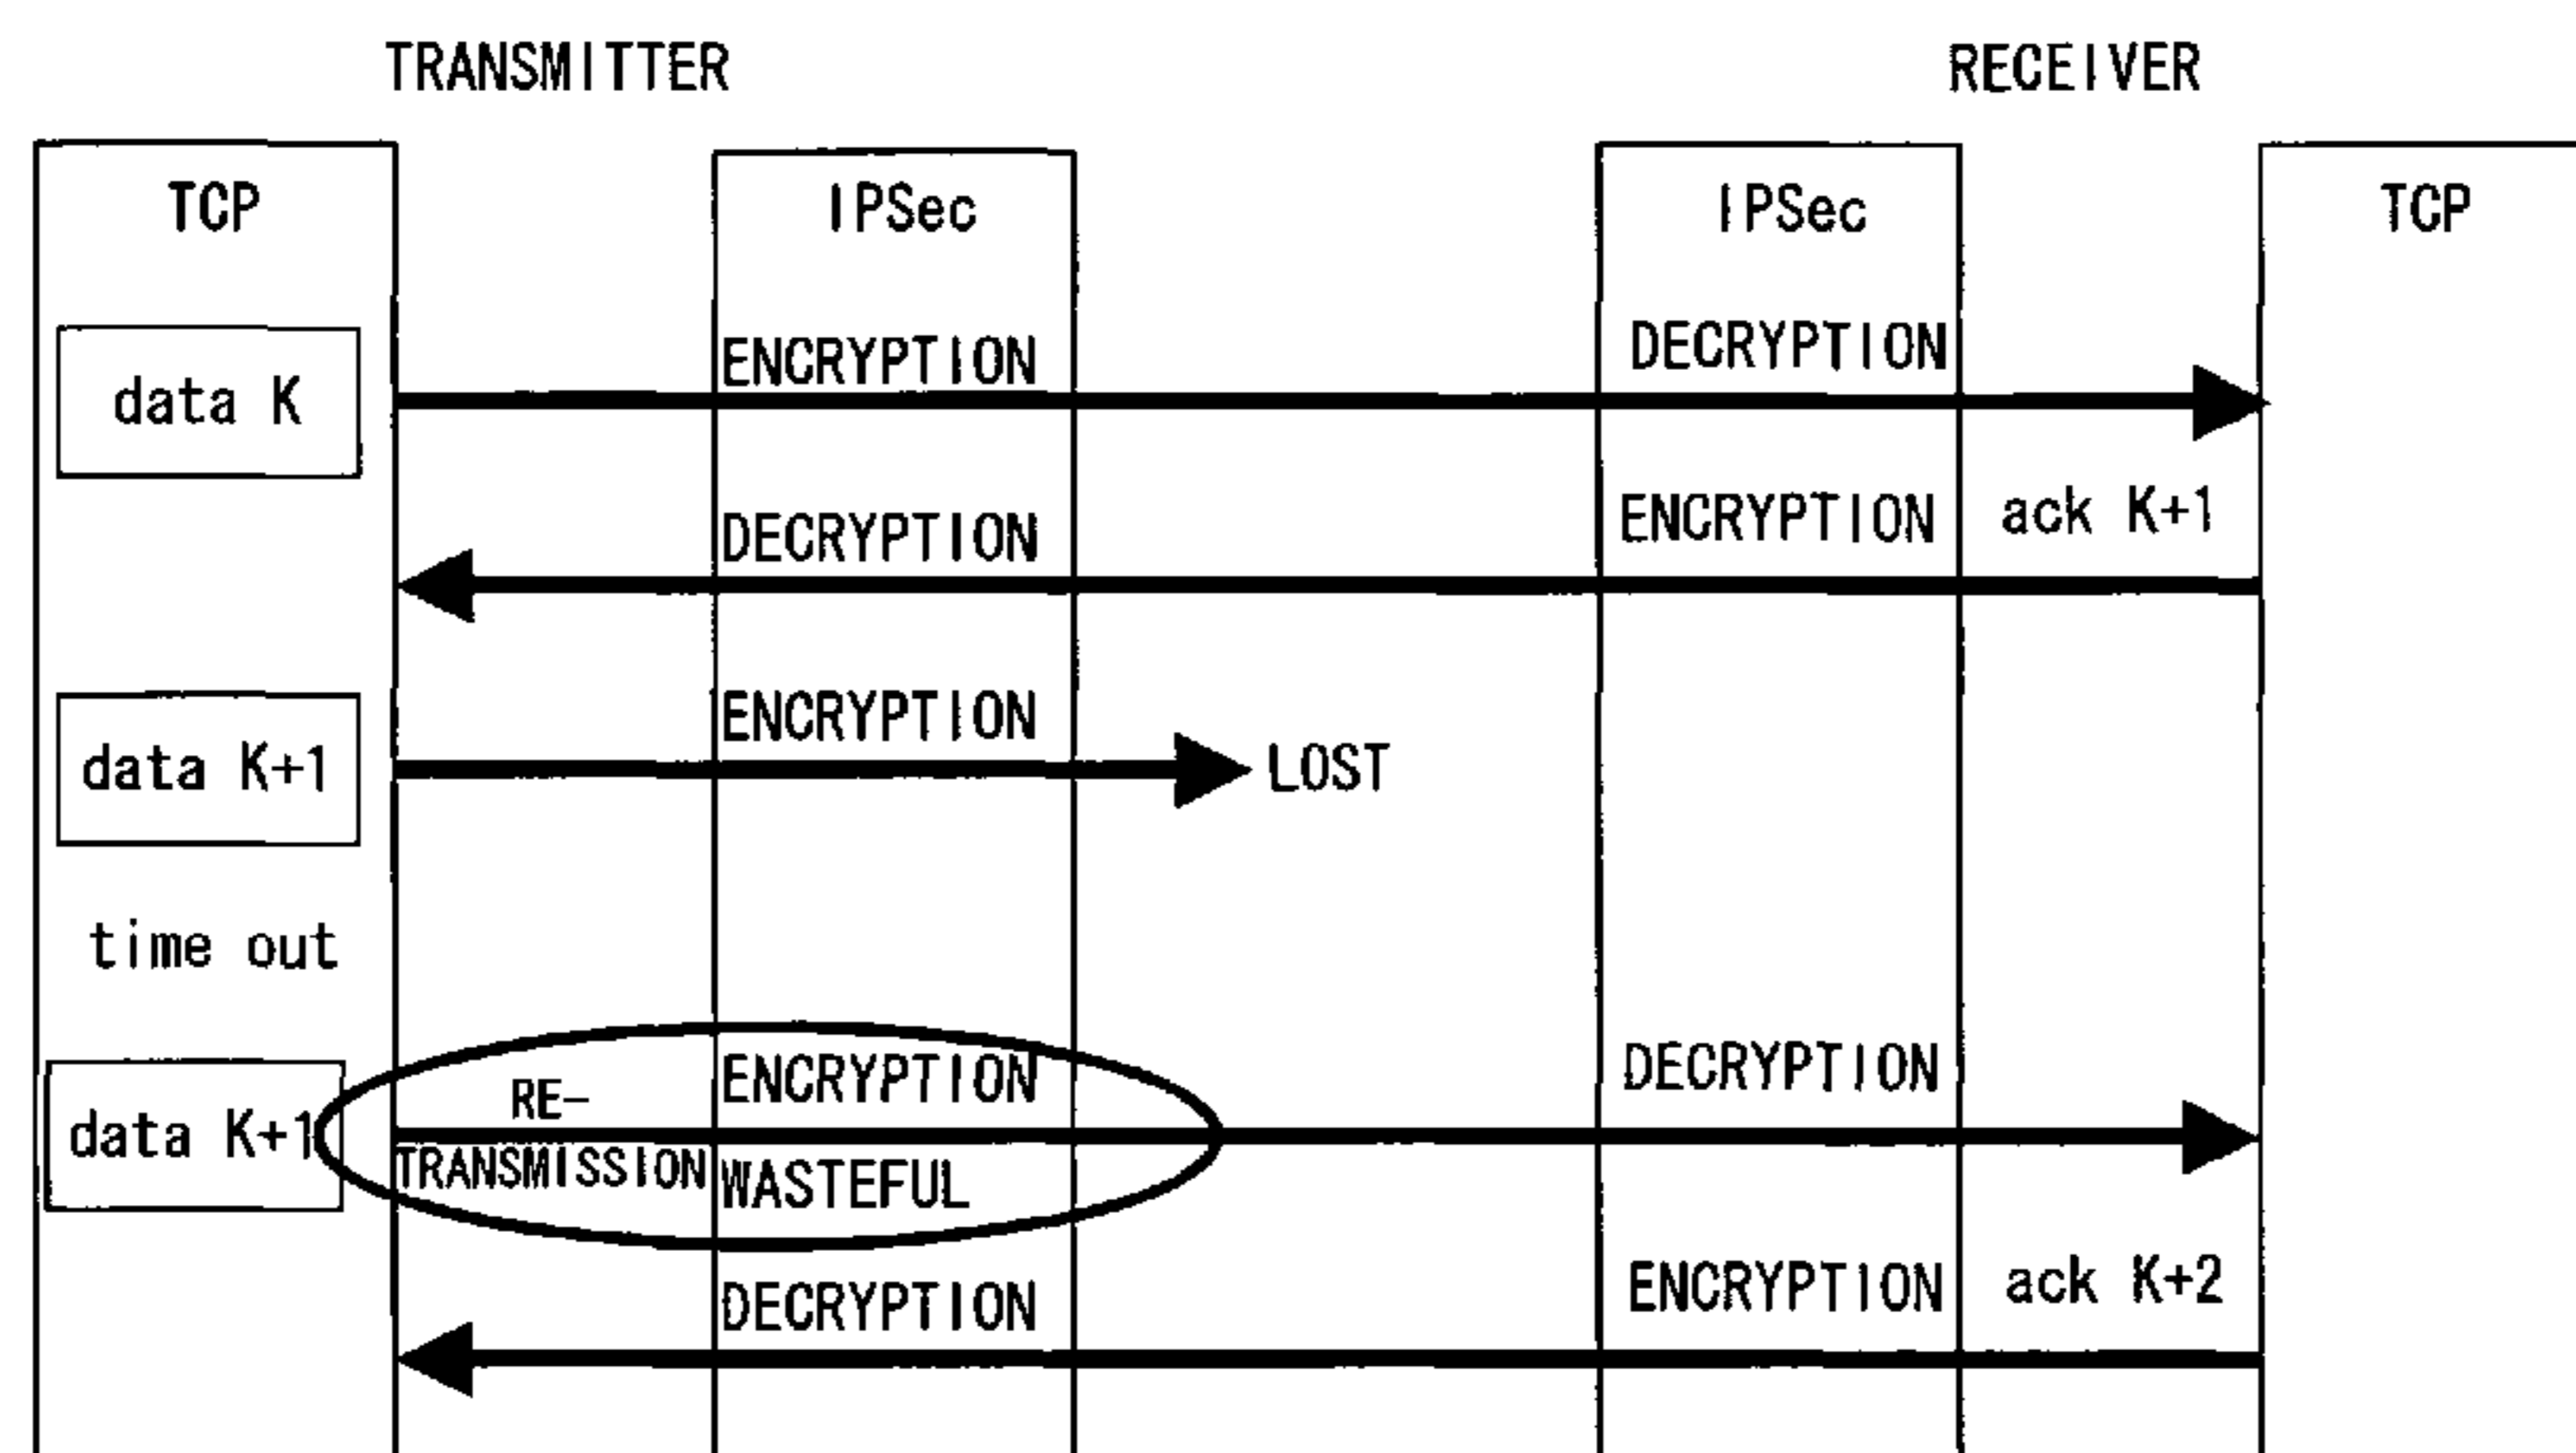 TRANSMITTER RECEIVER
TCP IPSec IPSec TCP
data K ENCRYPTION DECRYPTION
DECRYPTION ENCRYPTION ack K+1
data K+1 ENCRYPTION LOST
time out
data K+1 RE- ENCRYPTION DECRYPTION
TRANSMISSION WASTEFUL
DECRYPTION ENCRYPTION ack K+2